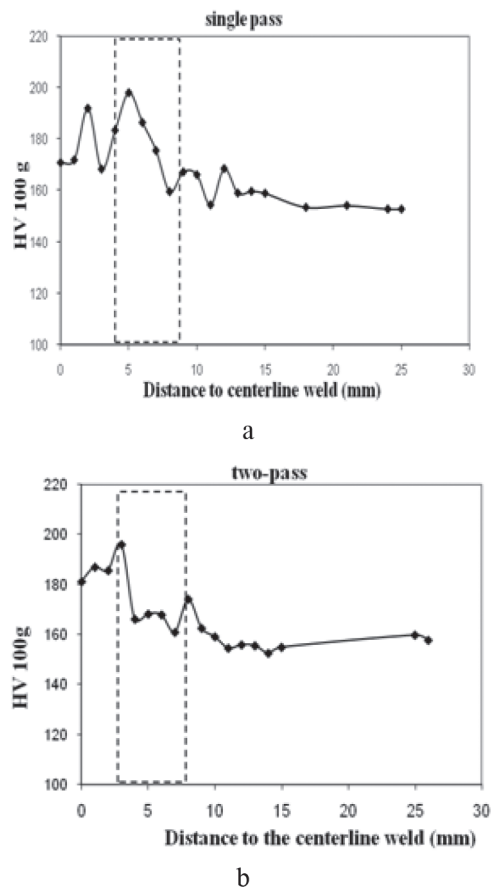 single pass
220
200
180
160
140
120
100
HV 100 g
0 5 10 15 20 25 30
Distance to centerline weld (mm)
a
two-pass
220
200
180
160
140
120
100
HV 100g
0 5 10 15 20 25 30
Distance to the centerline weld (mm)
b